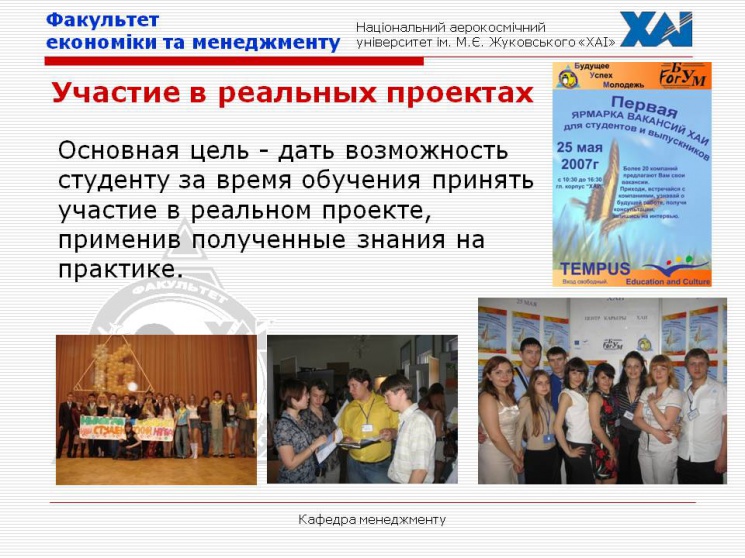 Факультет
економіки та менеджменту
Національний аерокосмічний
університет ім. М.Є. Жуковського «ХАІ»
ХАІ
Участие в реальных проектах
Основная цель - дать возможность
студенту за время обучения принять
участие в реальном проекте,
применив полученные знания на
практике.
Будущее
Успех
Молодежь
Первая
ЯРМАРКА ВАКАНСИЙ ХАИ
для студентов и выпускников
25 мая
2007г
с 10:30 до 16:30
гл. корпус "ХАИ"
Более 20 компаний
предлагают Вам свои
вакансии.
Приходи, встречайся с
компаниями, узнавай о
будущей работе, получи
консультации.
TEMPUS
Вход свободный.
Education and Culture
ФАКУЛЬТЕТ
ЦЕНТР КАРЬЕРЫ ХАИ
Кафедра менеджменту